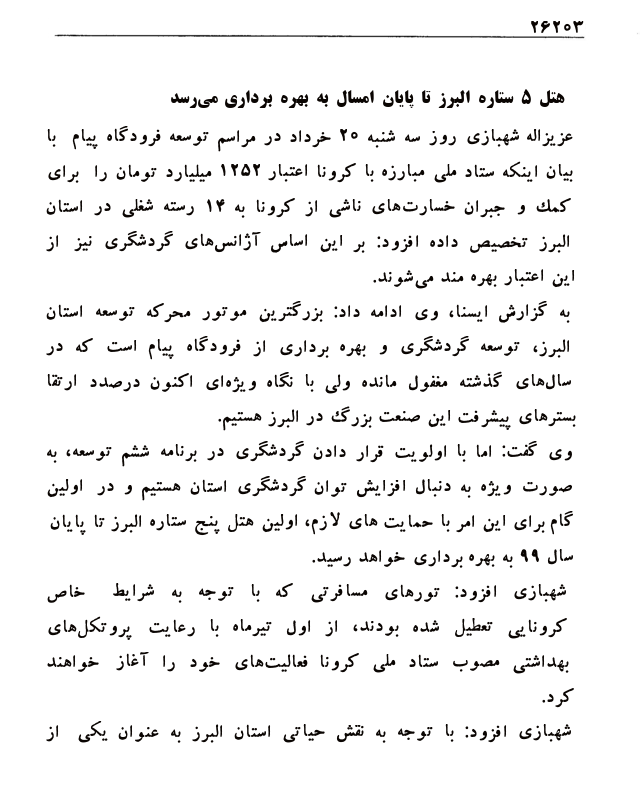 ۲۶۲۰۳
هتل ۵ ستاره البرز تا پایان امسال به بهره برداری می‌رسد
عزیزاله شهبازی روز سه شنبه ۲۰ خرداد در مراسم توسعه فرودگاه پیام با
بیان اینکه ستاد ملی مبارزه با کرونا اعتبار ۱۲۵۲ میلیارد تومان را برای
کمك و جبران خسارت‌های ناشی از کرونا به ۱۴ رسته شغلی در استان
البرز تخصیص داده افزود: بر این اساس آژانس‌های گردشگری نیز از
این اعتبار بهره مند می‌شوند.
به گزارش ایسنا، وی ادامه داد: بزرگترین موتور محرکه توسعه استان
البرز، توسعه گردشگری و بهره برداری از فرودگاه پیام است که در
سال‌های گذشته مغفول مانده ولی با نگاه ویژه‌ای اکنون درصدد ارتقا
بسترهای پیشرفت این صنعت بزرگ در البرز هستیم.
وی گفت: اما با اولویت قرار دادن گردشگری در برنامه ششم توسعه، به
صورت ویژه به دنبال افزایش توان گردشگری استان هستیم و در اولین
گام برای این امر با حمایت های لازم، اولین هتل پنج ستاره البرز تا پایان
سال ۹۹ به بهره برداری خواهد رسید.
شهبازی افزود: تورهای مسافرتی که با توجه به شرایط خاص
کرونایی تعطیل شده بودند، از اول تیرماه با رعایت پروتکل‌های
بهداشتی مصوب ستاد ملی کرونا فعالیت‌های خود را آغاز خواهند
کرد.
شهبازی افزود: با توجه به نقش حیاتی استان البرز به عنوان یکی از